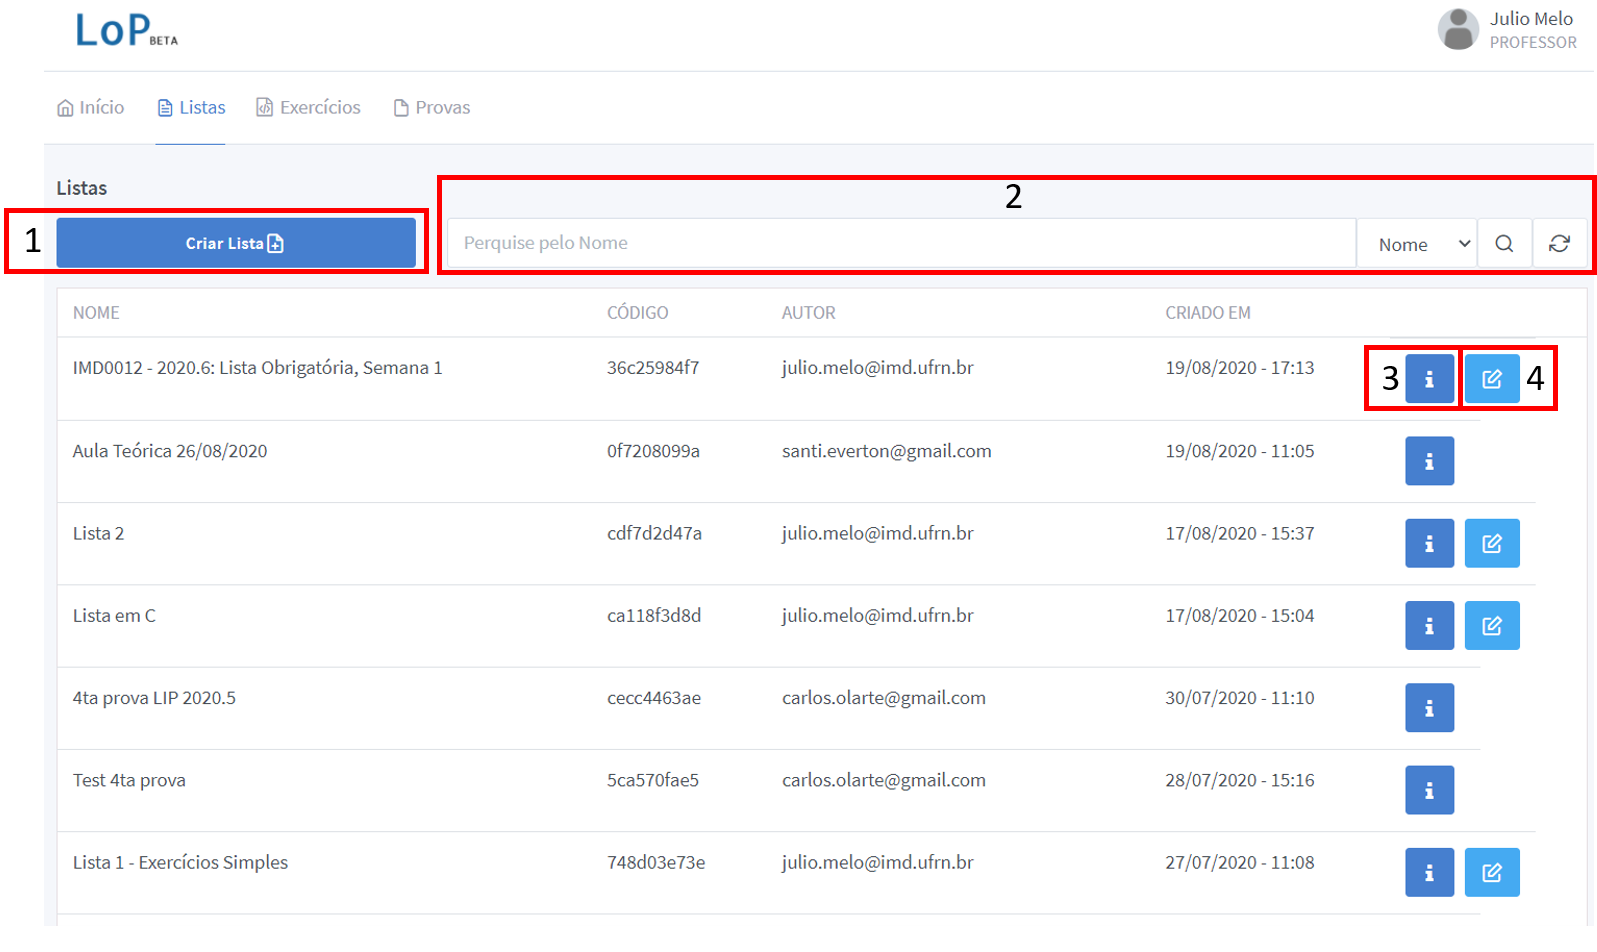 LoP BETA
Julio Melo
PROFESSOR
Início Listas Exercícios Provas
Listas
2
1 Criar Lista Perquise pelo Nome Nome
NOME CÓDIGO AUTOR CRIADO EM
IMD0012 - 2020.6: Lista Obrigatória, Semana 1 36c25984f7 julio.melo@imd.ufrn.br 19/08/2020 - 17:13 3 i 4
Aula Teórica 26/08/2020 0f7208099a santi.everton@gmail.com 19/08/2020 - 11:05 i
Lista 2 cdf7d2d47a julio.melo@imd.ufrn.br 17/08/2020 - 15:37 i
Lista em C ca118f3d8d julio.melo@imd.ufrn.br 17/08/2020 - 15:04 i
4ta prova LIP 2020.5 cecc4463ae carlos.olarte@gmail.com 30/07/2020 - 11:10 i
Test 4ta prova 5ca570fae5 carlos.olarte@gmail.com 28/07/2020 - 15:16 i
Lista 1 - Exercícios Simples 748d03e73e julio.melo@imd.ufrn.br 27/07/2020 - 11:08 i